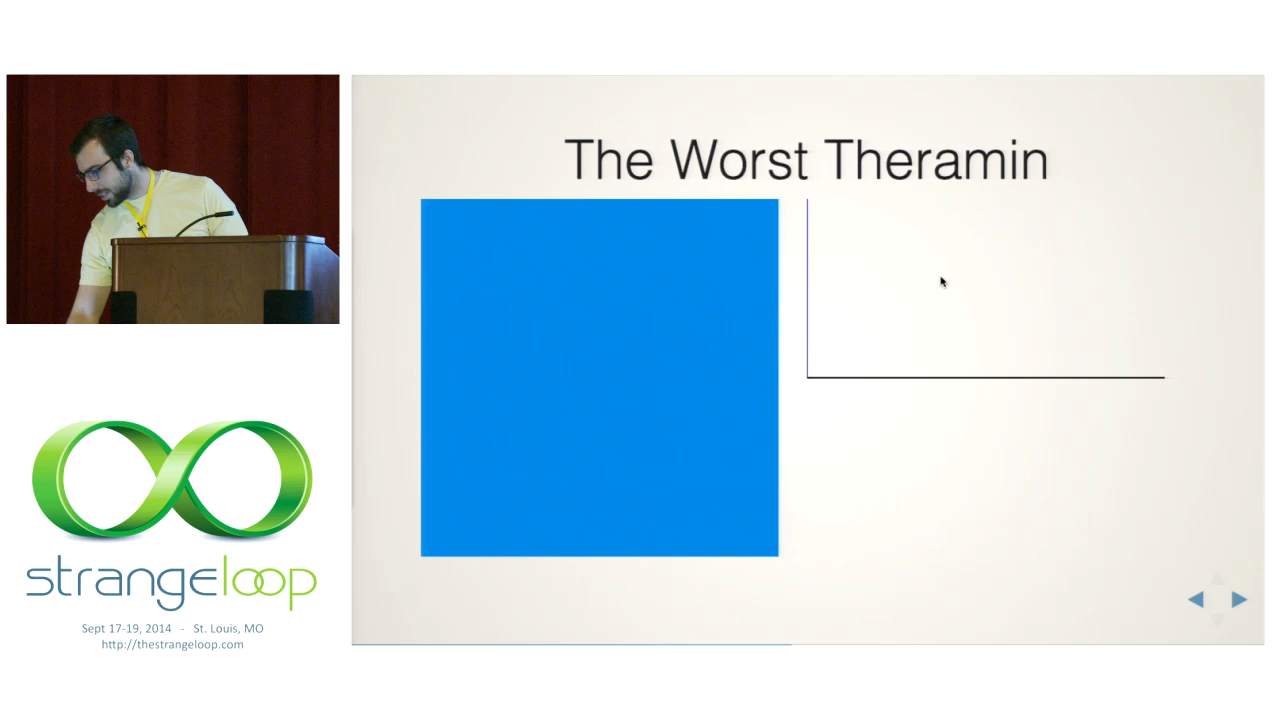 The Worst Theramin
strangeloop
Sept 17-19, 2014 - St. Louis, MO
http://thestrangeloop.com